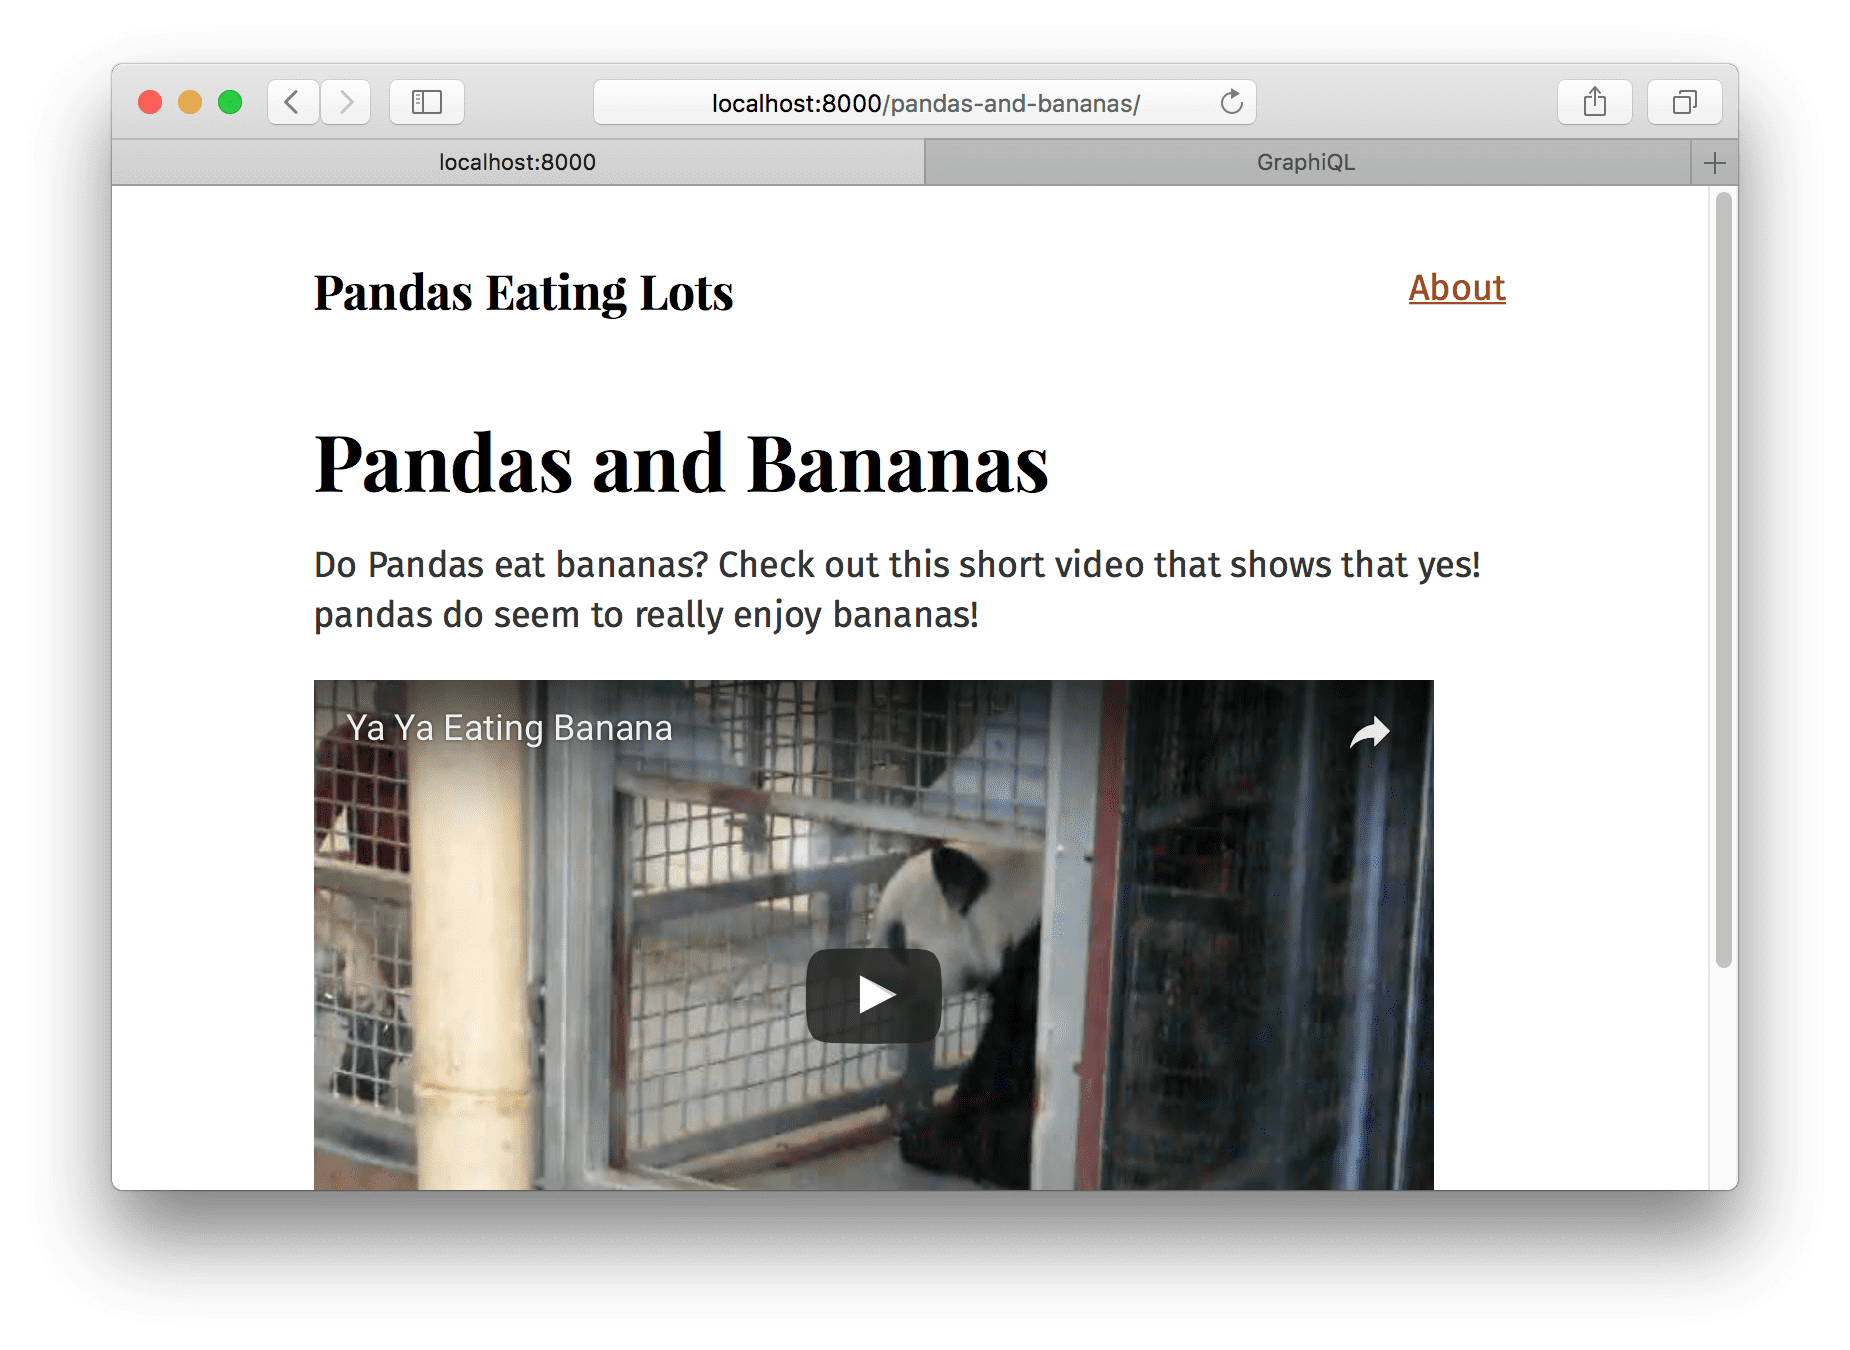 localhost:8000/pandas-and-bananas/
localhost:8000
GraphiQL
Pandas Eating Lots
About
Pandas and Bananas
Do Pandas eat bananas? Check out this short video that shows that yes!
pandas do seem to really enjoy bananas!
Ya Ya Eating Banana